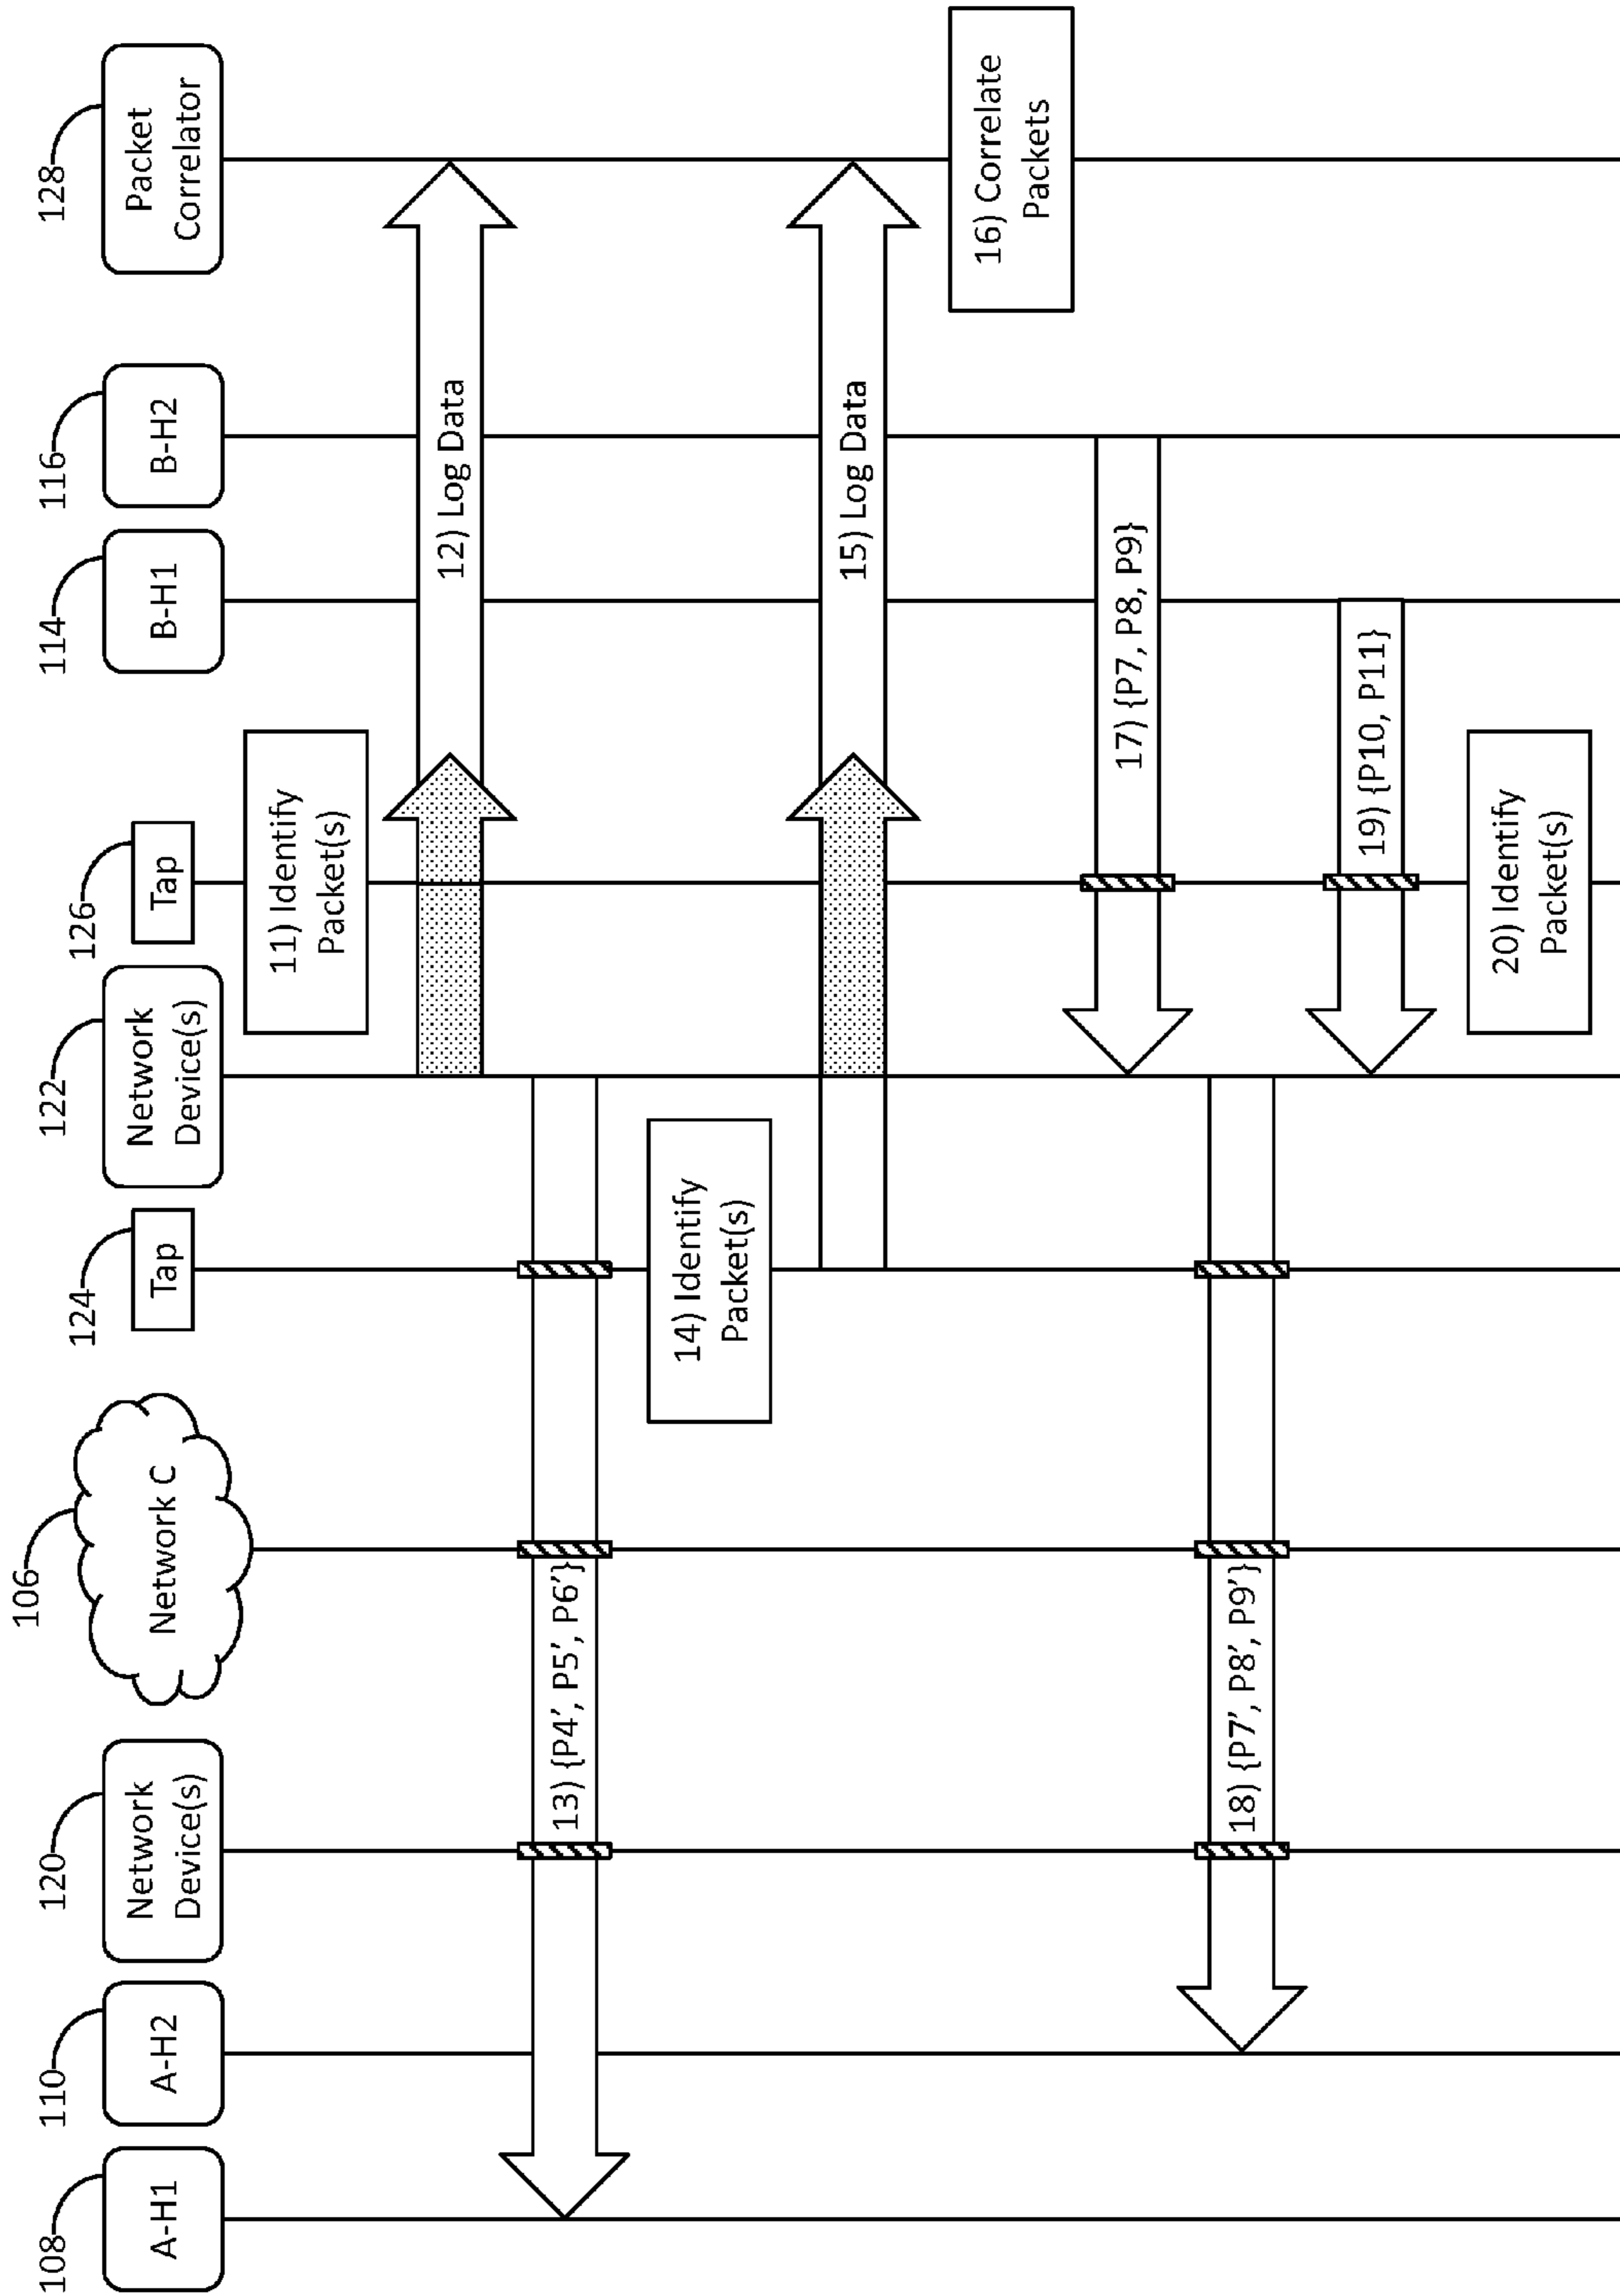 108
A-H1
110
A-H2
120
Network
Device(s)
106
Network C
124
Tap
122
Network
Device(s)
126
Tap
114
B-H1
116
B-H2
128
Packet
Correlator
11) Identify
Packet(s)
12) Log Data
13) {P4’, P5’, P6’}
14) Identify
Packet(s)
15) Log Data
16) Correlate
Packets
17) {P7, P8, P9}
18) {P7’, P8’, P9’}
19) {P10, P11}
20) Identify
Packet(s)